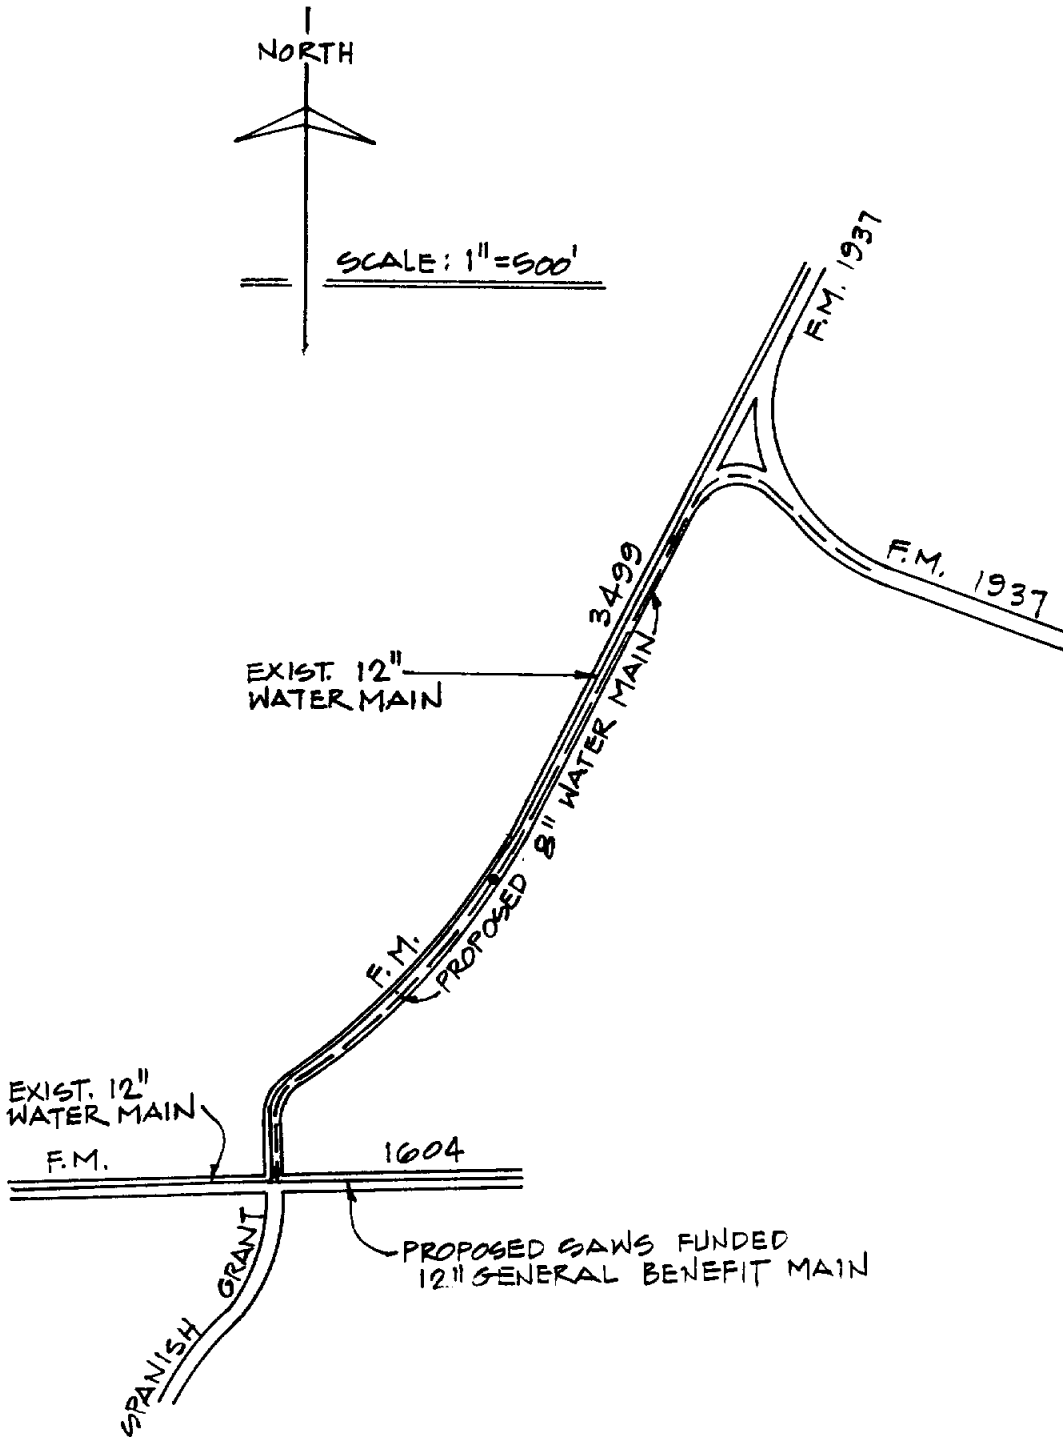 NORTH
SCALE: 1"=500'
F.M. 1937
F.M. 1937
3499
EXIST. 12"
WATER MAIN
PROPOSED 8" WATER MAIN
F.M.
EXIST. 12"
WATER MAIN
F.M. 1604
PROPOSED SAWS FUNDED
12" GENERAL BENEFIT MAIN
SPANISH GRANT